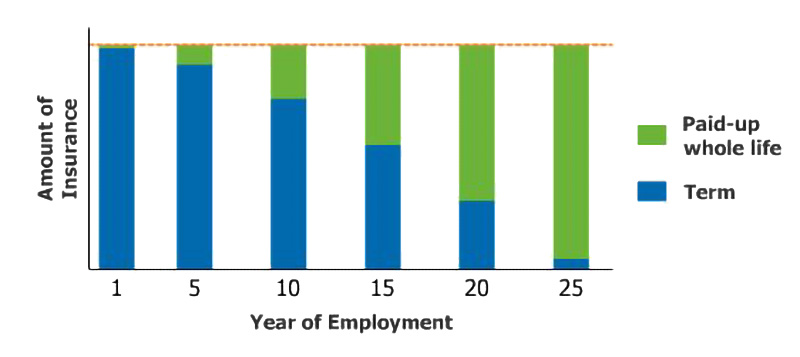 Amount of
Insurance
Paid-up
whole life
Term
1 5 10 15 20 25
Year of Employment